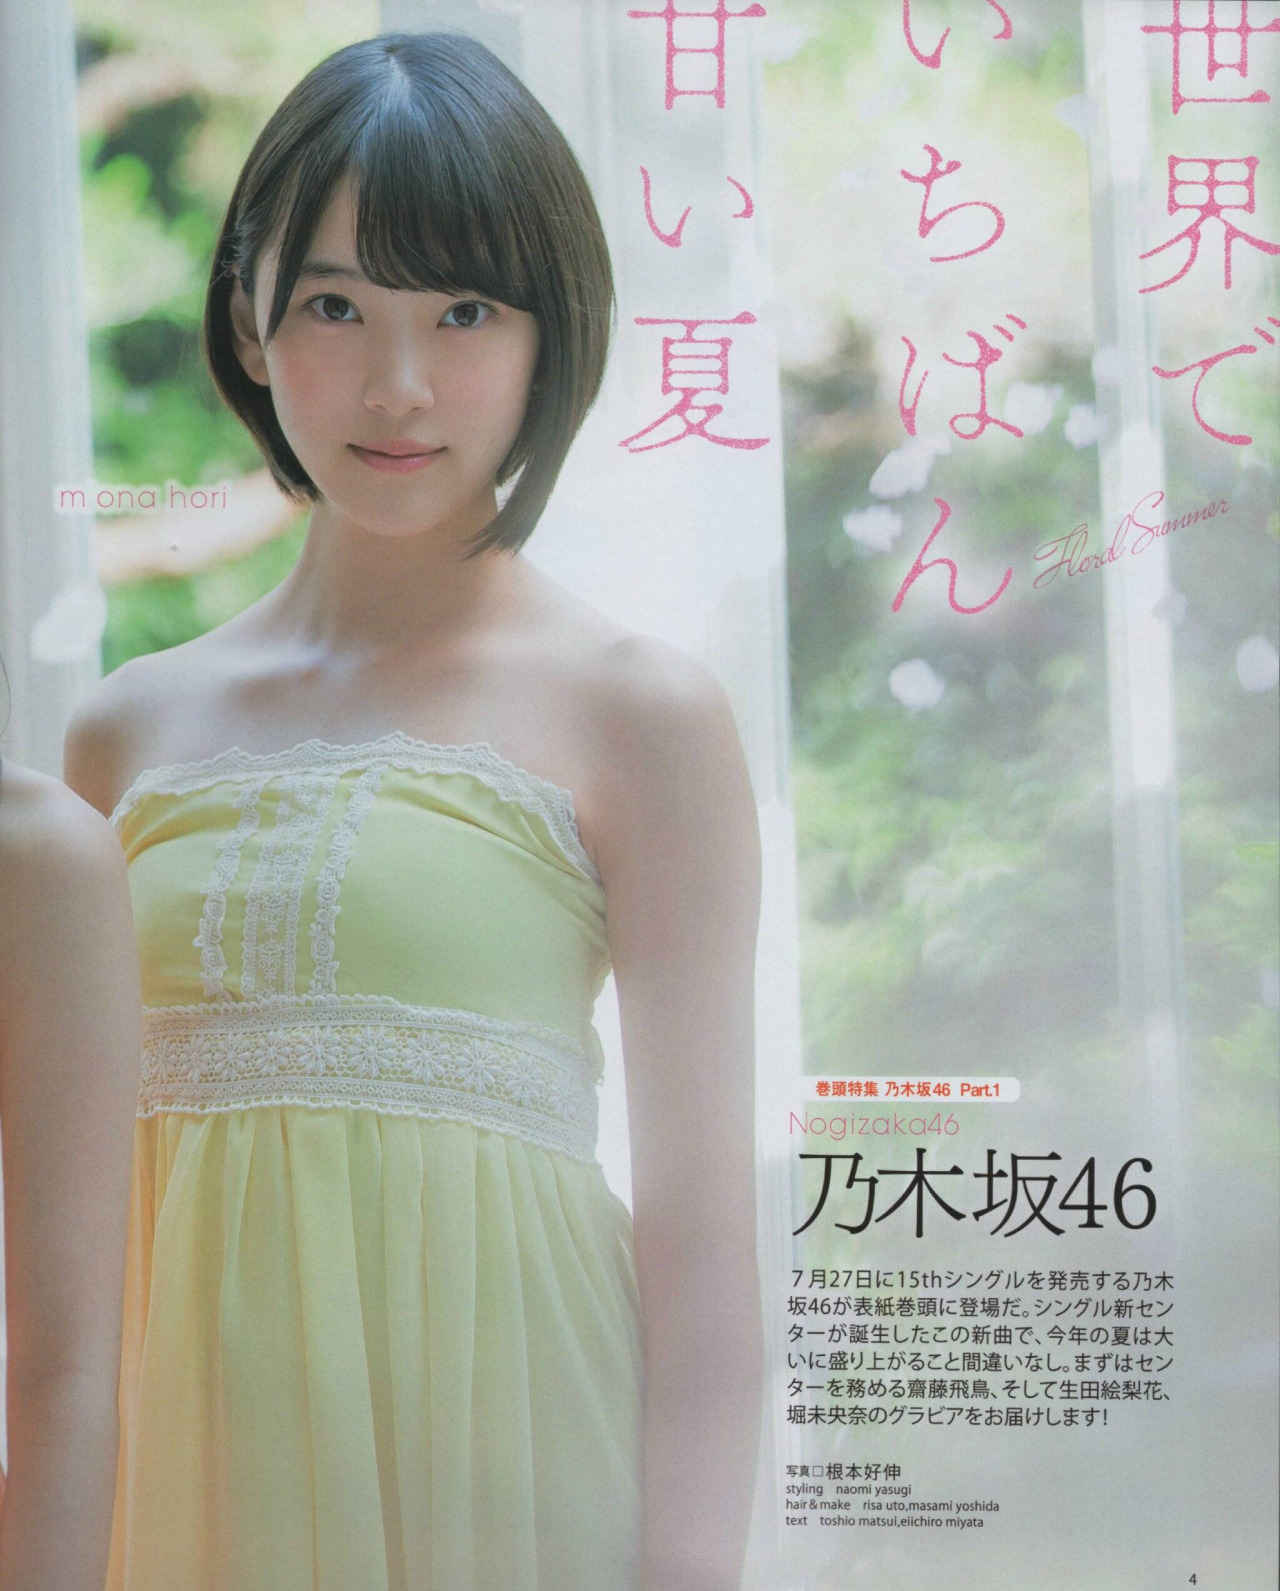 世界で
いちばん
甘い夏
Floral Summer
mona hori
巻頭特集 乃木坂46 Part.1
Nogizaka46
乃木坂46
7月27日に15thシングルを発売する乃木
坂46が表紙巻頭に登場だ。シングル新セン
ターが誕生したこの新曲で、今年の夏は大
いに盛り上がること間違いなし。まずはセン
ターを務める齋藤飛鳥、そして生田絵梨花、
堀未央奈のグラビアをお届けします!
写真□根本好伸
styling naomi yasugi
hair&make risa uto,masami yoshida
text toshio matsui,eiichiro miyata
4